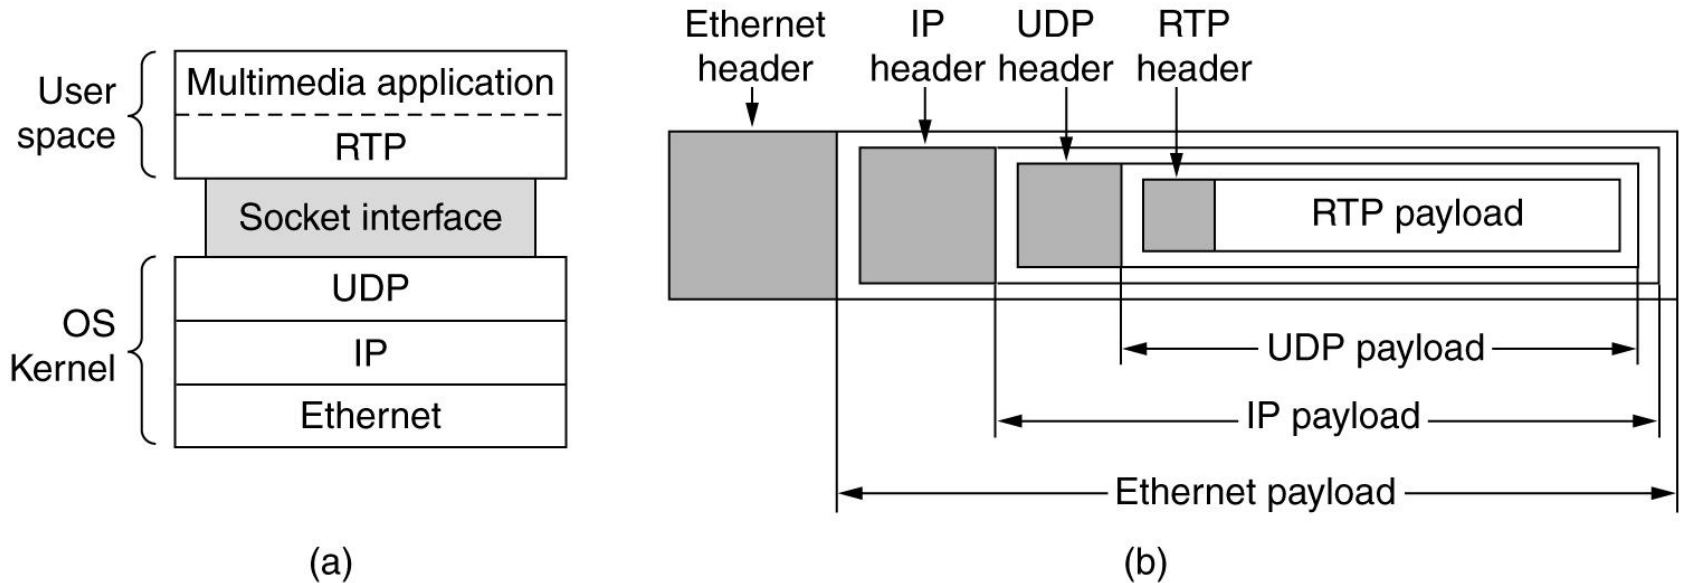 User
space
Multimedia application
RTP
Socket interface
OS
Kernel
UDP
IP
Ethernet
(a)
Ethernet
header
IP
header
UDP
header
RTP
header
RTP payload
UDP payload
IP payload
Ethernet payload
(b)